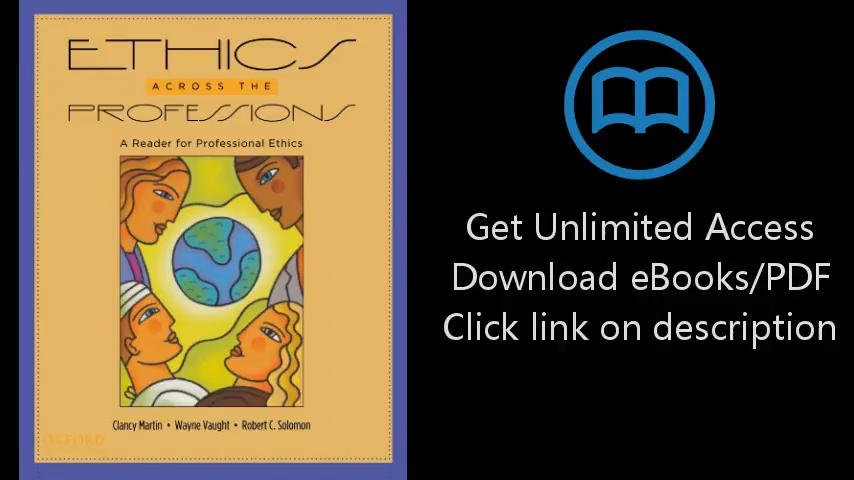 ETHICS
ACROSS THE
PROFESSIONS
A Reader for Professional Ethics
Clancy Martin • Wayne Vaught • Robert C. Solomon
OXFORD
Get Unlimited Access
Download eBooks/PDF
Click link on description